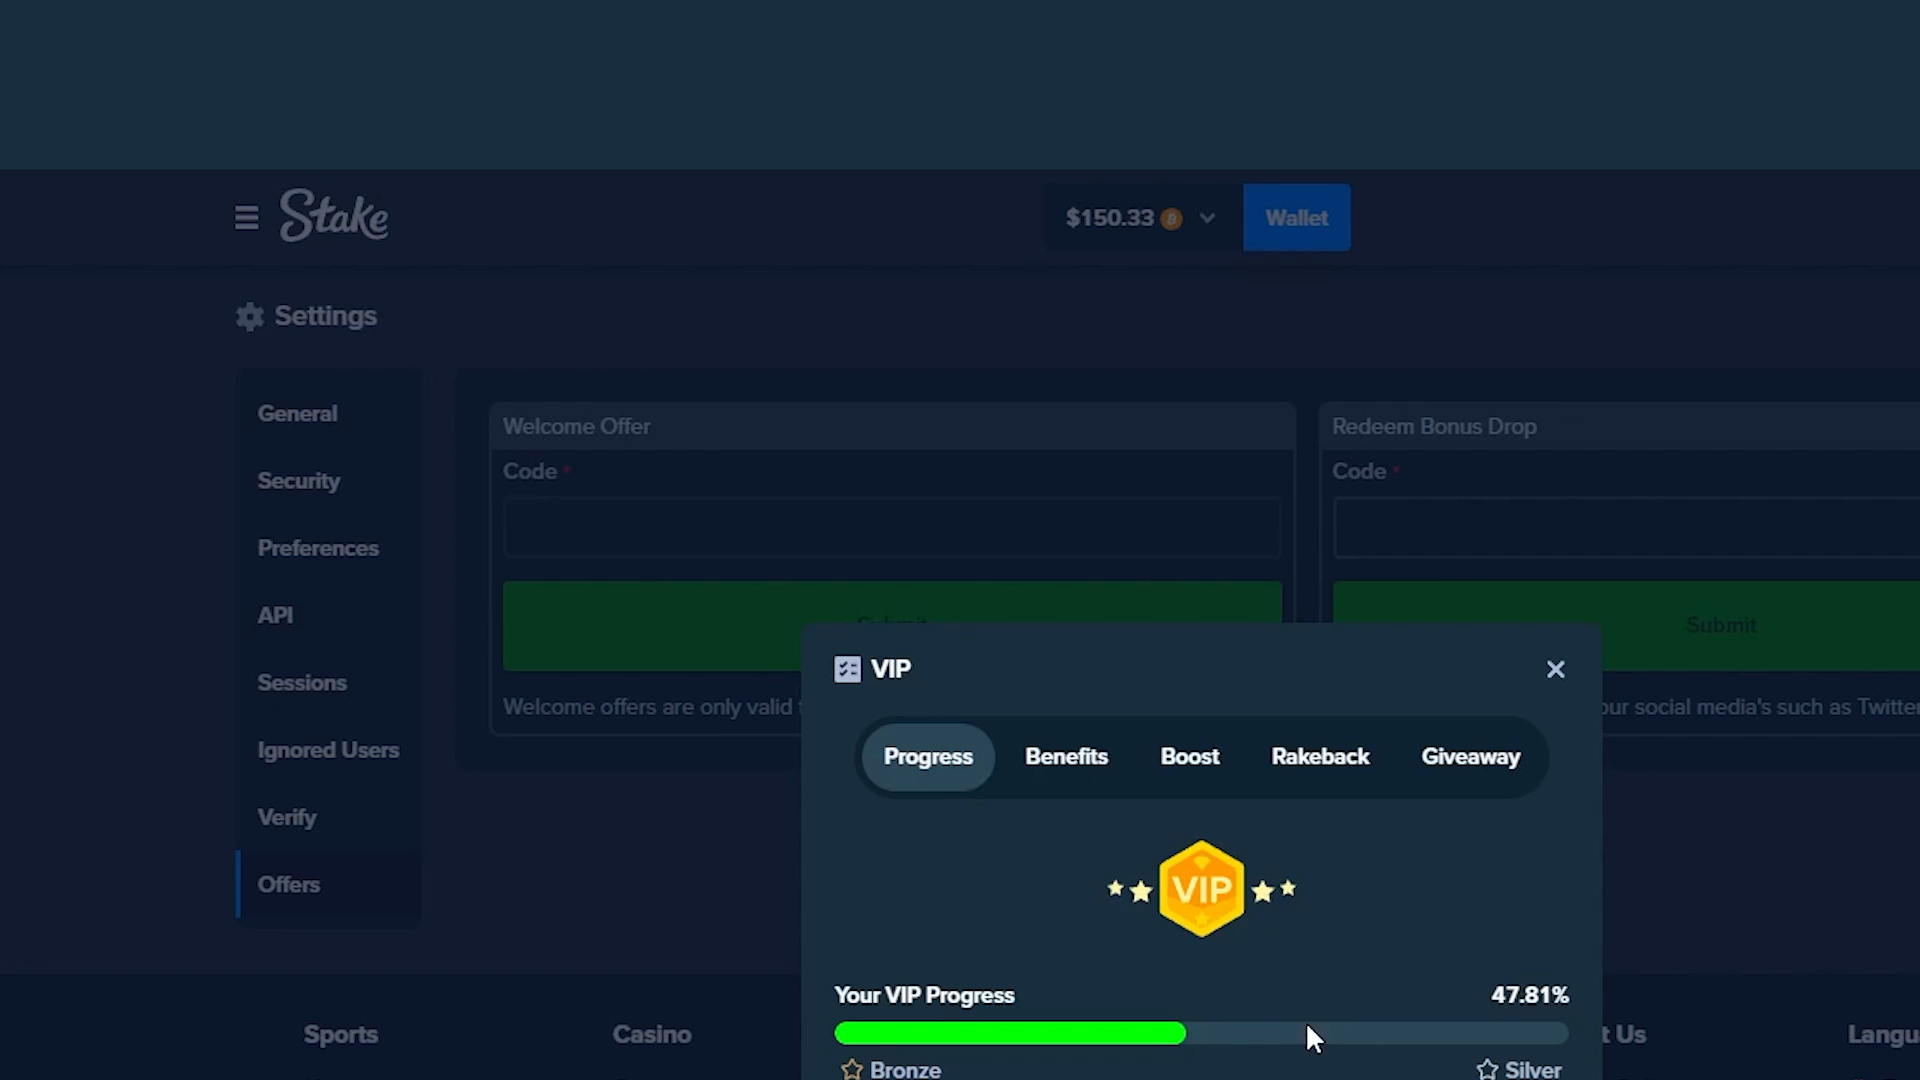 Stake
$150.33
Wallet
Settings
General
Security
Preferences
API
Sessions
Ignored Users
Verify
Offers
Welcome Offer
Code *
Submit
Welcome offers are only valid
Redeem Bonus Drop
Code *
Submit
our social media's such as Twitter
VIP
Progress
Benefits
Boost
Rakeback
Giveaway
VIP
Your VIP Progress
47.81%
Bronze
Silver
Sports
Casino
t Us
Langu